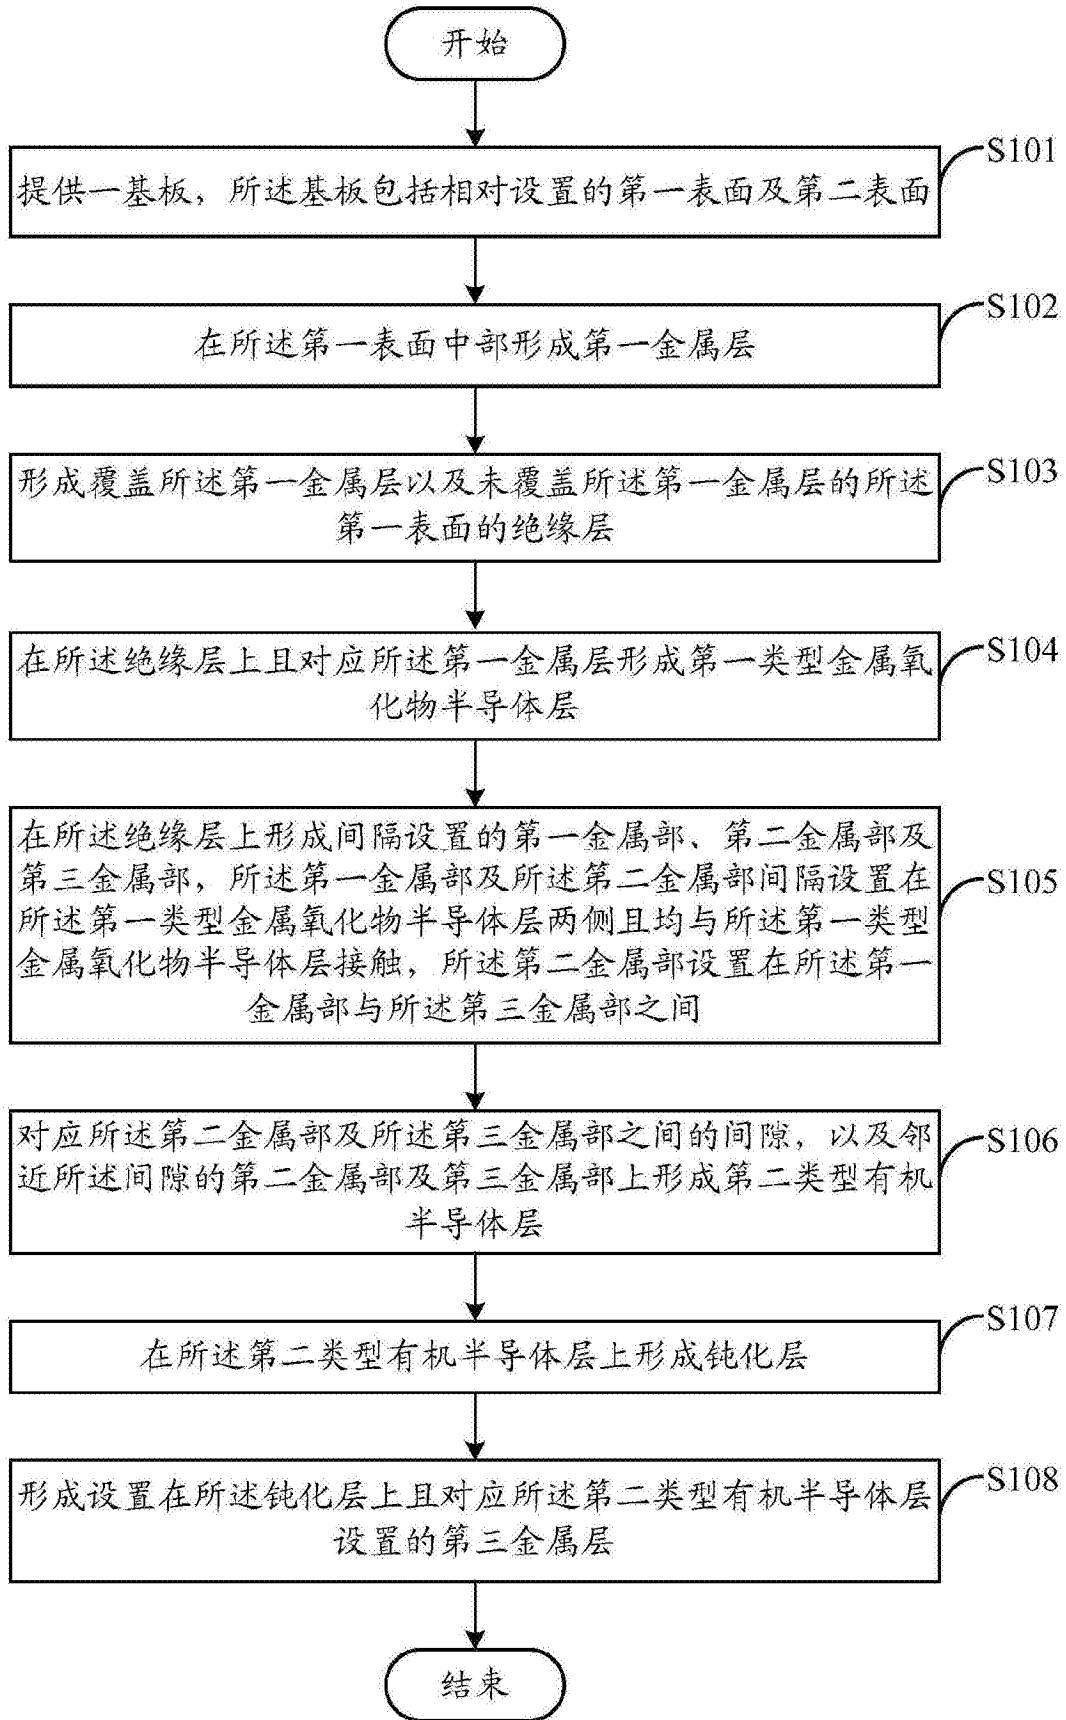 开始
S101
提供一基板，所述基板包括相对设置的第一表面及第二表面
S102
在所述第一表面中部形成第一金属层
S103
形成覆盖所述第一金属层以及未覆盖所述第一金属层的所述
第一表面的绝缘层
S104
在所述绝缘层上且对应所述第一金属层形成第一类型金属氧
化物半导体层
S105
在所述绝缘层上形成间隔设置的第一金属部、第二金属部及
第三金属部，所述第一金属部及所述第二金属部间隔设置在
所述第一类型金属氧化物半导体层两侧且均与所述第一类型
金属氧化物半导体层接触，所述第二金属部设置在所述第一
金属部与所述第三金属部之间
S106
对应所述第二金属部及所述第三金属部之间的间隙，以及邻
近所述间隙的第二金属部及第三金属部上形成第二类型有机
半导体层
S107
在所述第二类型有机半导体层上形成钝化层
S108
形成设置在所述钝化层上且对应所述第二类型有机半导体层
设置的第三金属层
结束